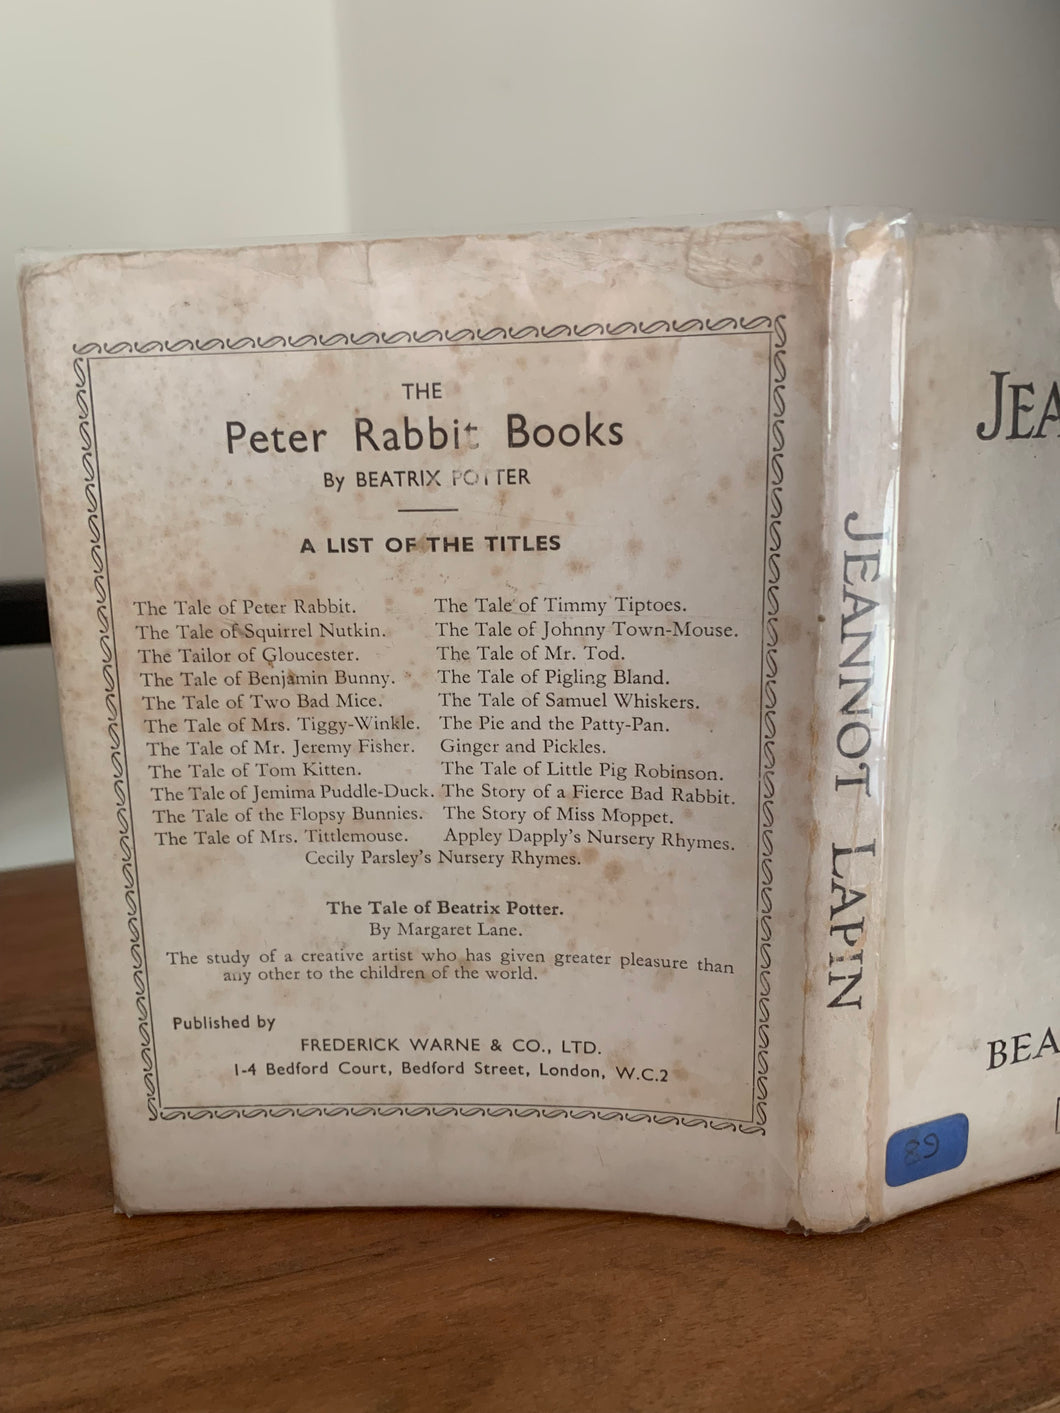 THE
Peter Rabbit Books
By BEATRIX POTTER
A LIST OF THE TITLES
The Tale of Peter Rabbit.
The Tale of Squirrel Nutkin.
The Tailor of Gloucester.
The Tale of Benjamin Bunny.
The Tale of Two Bad Mice.
The Tale of Mrs. Tiggy-Winkle.
The Tale of Mr. Jeremy Fisher.
The Tale of Tom Kitten.
The Tale of Jemima Puddle-Duck.
The Tale of the Flopsy Bunnies.
The Tale of Mrs. Tittlemouse.
The Tale of Timmy Tiptoes.
The Tale of Johnny Town-Mouse.
The Tale of Mr. Tod.
The Tale of Pigling Bland.
The Tale of Samuel Whiskers.
The Pie and the Patty-Pan.
Ginger and Pickles.
The Tale of Little Pig Robinson.
The Story of a Fierce Bad Rabbit.
The Story of Miss Moppet.
Appley Dapply's Nursery Rhymes.
Cecily Parsley's Nursery Rhymes.
The Tale of Beatrix Potter.
By Margaret Lane.
The study of a creative artist who has given greater pleasure than
any other to the children of the world.
Published by
FREDERICK WARNE & CO., LTD.
1-4 Bedford Court, Bedford Street, London, W.C.2
JEANNOT LAPIN
JEA
BEA
89